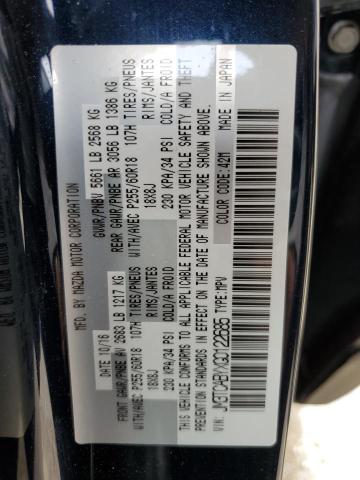 MFD. BY MAZDA MOTOR CORPORATION
DATE: 10/16
GVWR/PNBV 5661 LB 2568 KG
FRONT GAWR/PNBE AV 2683 LB 1217 KG
REAR GAWR/PNBE AR 3056 LB 1386 KG
WITH/AVEC P255/60R18 107H TIRES/PNEUS
WITH/AVEC P255/60R18 107H TIRES/PNEUS
18X8J RIMS/JANTES
18X8J RIMS/JANTES
230 KPA/34 PSI COLD/A FROID
230 KPA/34 PSI COLD/A FROID
THIS VEHICLE CONFORMS TO ALL APPLICABLE FEDERAL MOTOR VEHICLE SAFETY AND THEFT
PREVENTION STANDARDS IN EFFECT ON THE DATE OF MANUFACTURE SHOWN ABOVE.
MADE IN JAPAN
TYPE:MPV
COLOR CODE: 42M